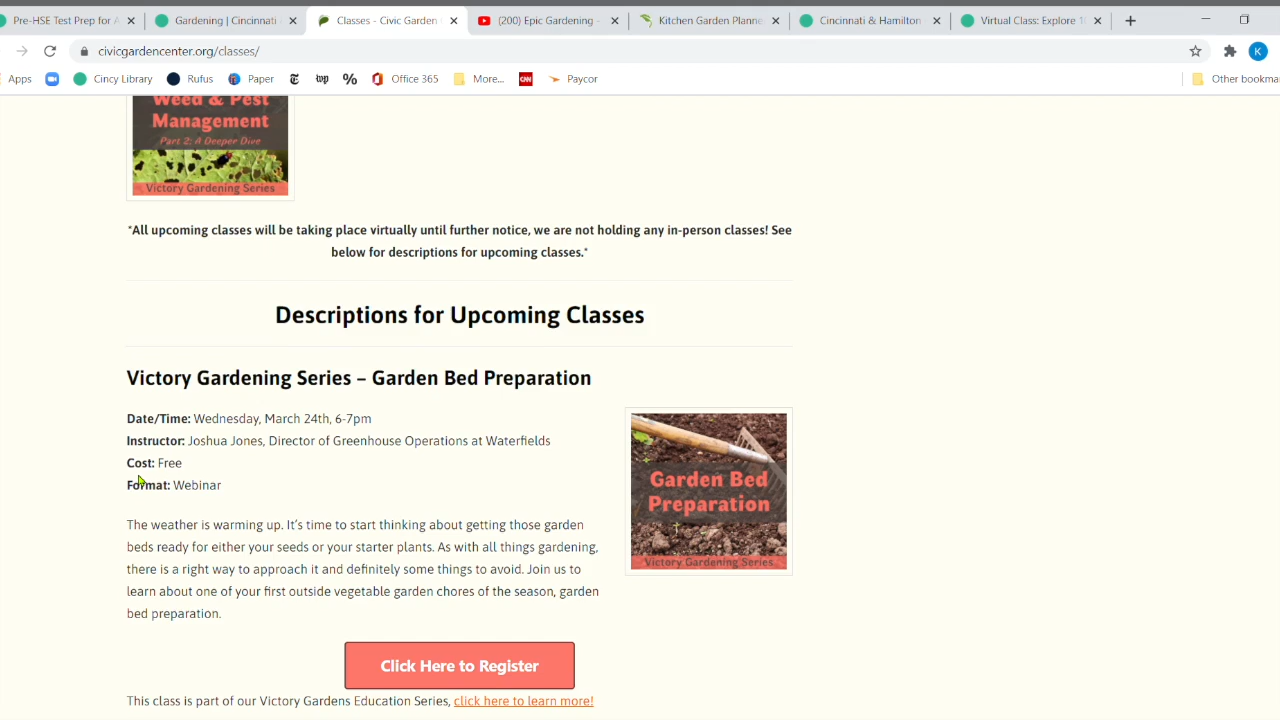 Pre-HSE Test Prep for A
Gardening | Cincinnati
Classes - Civic Garden
(200) Epic Gardening -
Kitchen Garden Planne
Cincinnati & Hamilton
Virtual Class: Explore 1
civicgardencenter.org/classes/
K
Apps
Cincy Library
Rufus
Paper
wp
%
Office 365
More...
CNN
Paycor
Other bookma
Weed & Pest
Management
Part 2: A Deeper Dive
Victory Gardening Series
*All upcoming classes will be taking place virtually until further notice, we are not holding any in-person classes! See
below for descriptions for upcoming classes.*
Descriptions for Upcoming Classes
Victory Gardening Series – Garden Bed Preparation
Date/Time: Wednesday, March 24th, 6-7pm
Instructor: Joshua Jones, Director of Greenhouse Operations at Waterfields
Cost: Free
Format: Webinar
Garden Bed
Preparation
Victory Gardening Series
The weather is warming up. It’s time to start thinking about getting those garden
beds ready for either your seeds or your starter plants. As with all things gardening,
there is a right way to approach it and definitely some things to avoid. Join us to
learn about one of your first outside vegetable garden chores of the season, garden
bed preparation.
Click Here to Register
This class is part of our Victory Gardens Education Series, click here to learn more!